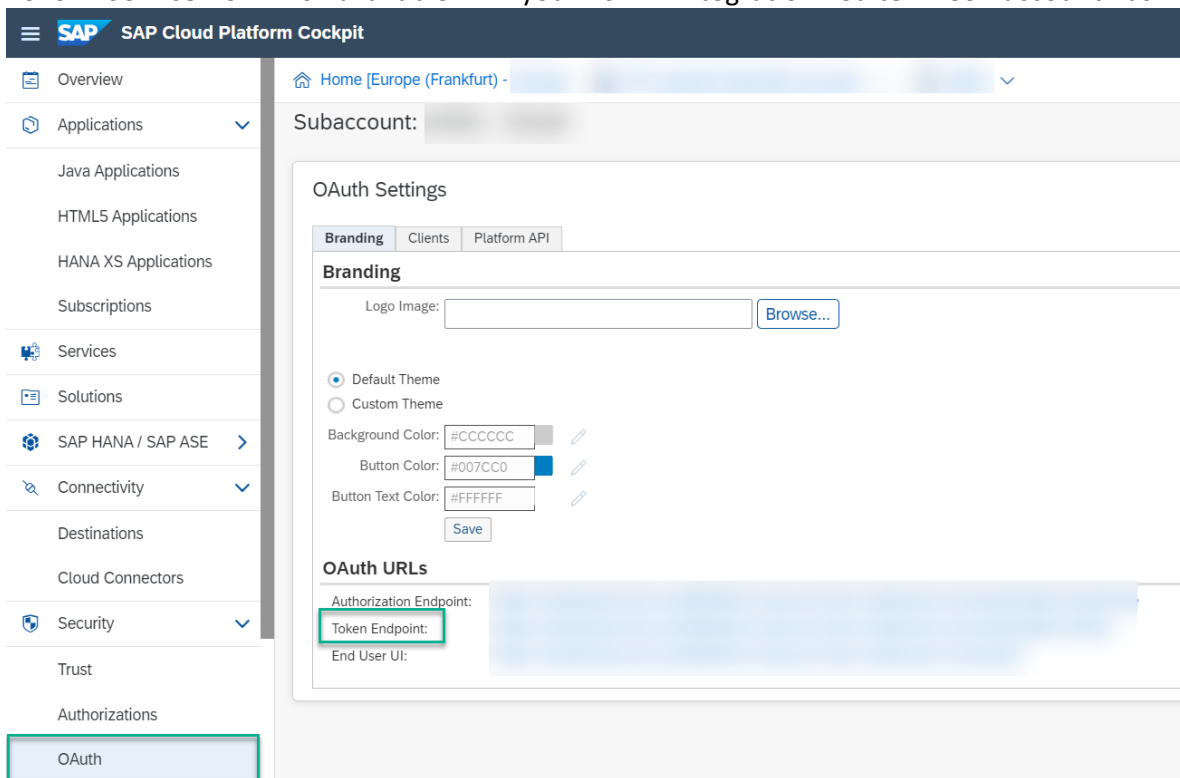 SAP SAP Cloud Platform Cockpit
Overview
Applications
Java Applications
HTML5 Applications
HANA XS Applications
Subscriptions
Services
Solutions
SAP HANA / SAP ASE
Connectivity
Destinations
Cloud Connectors
Security
Trust
Authorizations
OAuth
Home [Europe (Frankfurt) -
Subaccount:
OAuth Settings
Branding Clients Platform API
Branding
Logo Image: Browse...
Default Theme
Custom Theme
Background Color: #CCCCCC
Button Color: #007CC0
Button Text Color: #FFFFFF
Save
OAuth URLs
Authorization Endpoint:
Token Endpoint:
End User UI: